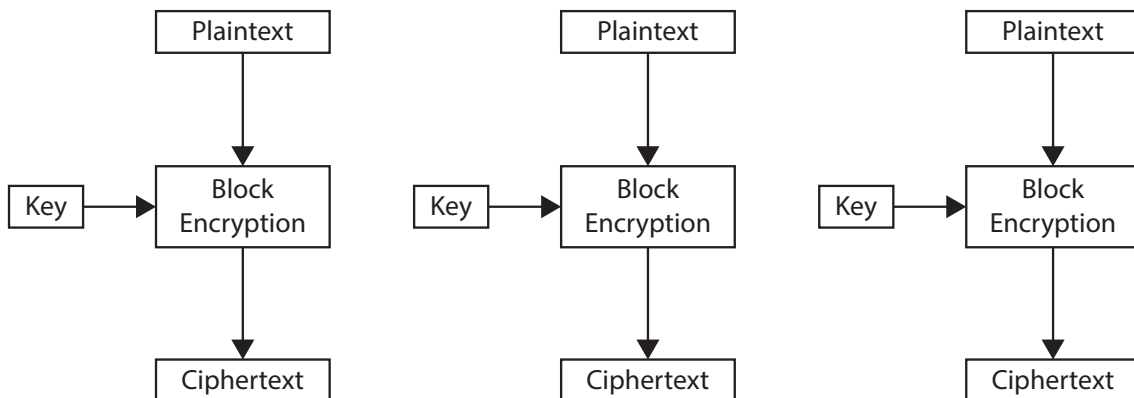 Plaintext
Plaintext
Plaintext
Key
Block
Encryption
Key
Block
Encryption
Key
Block
Encryption
Ciphertext
Ciphertext
Ciphertext